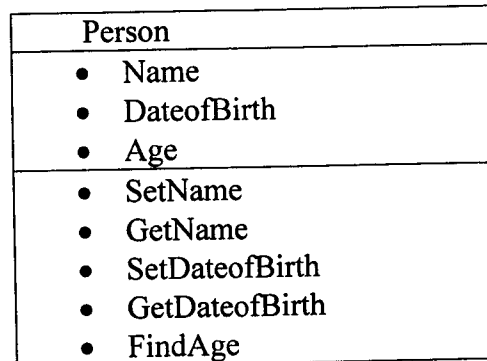 Person
• Name
• DateofBirth
• Age
• SetName
• GetName
• SetDateofBirth
• GetDateofBirth
• FindAge